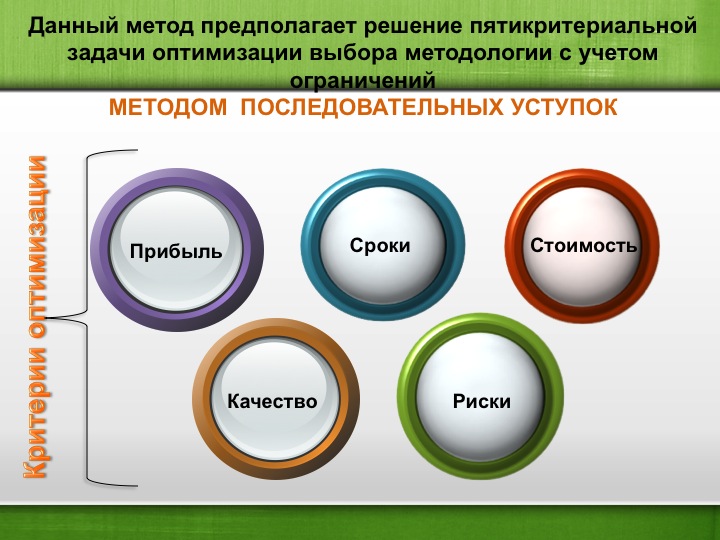 Данный метод предполагает решение пятикритериальной
задачи оптимизации выбора методологии с учетом
ограничений
МЕТОДОМ ПОСЛЕДОВАТЕЛЬНЫХ УСТУПОК
Критерии оптимизации
Прибыль
Сроки
Стоимость
Качество
Риски